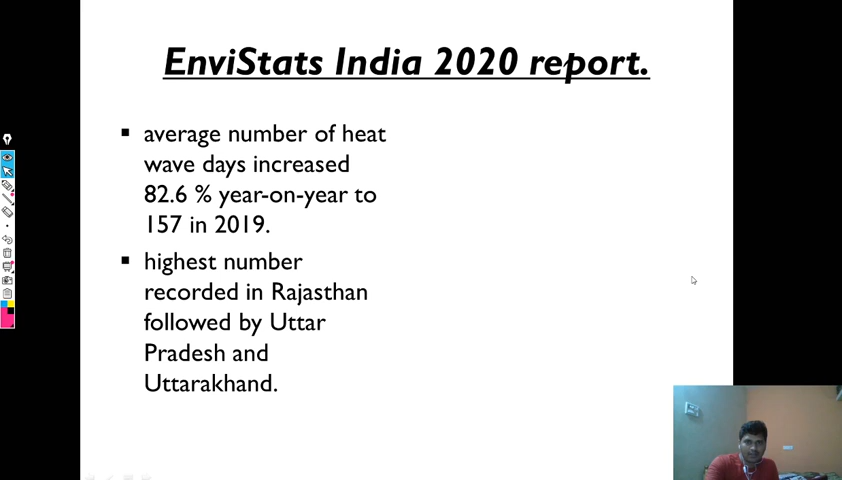 EnviStats India 2020 report.
▪ average number of heat
wave days increased
82.6 % year-on-year to
157 in 2019.
▪ highest number
recorded in Rajasthan
followed by Uttar
Pradesh and
Uttarakhand.